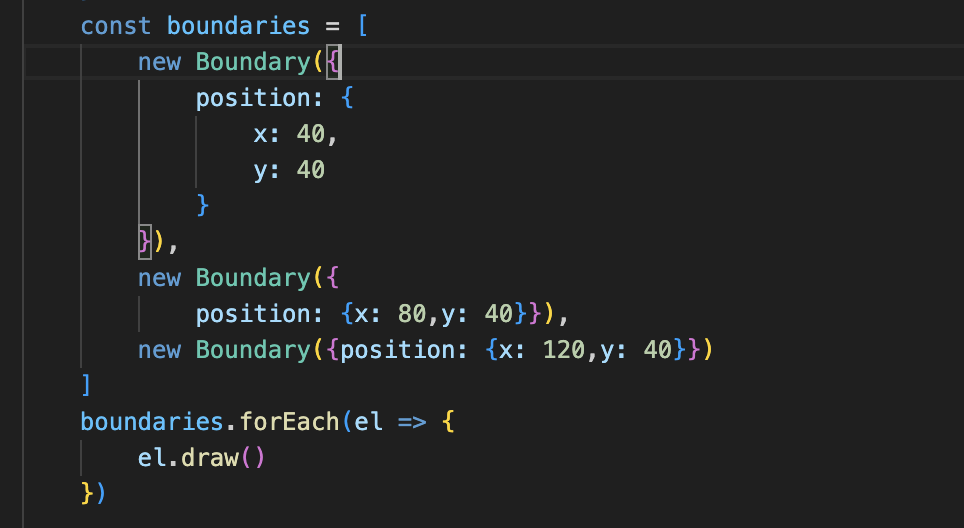 const boundaries = [
    new Boundary({
        position: {
            x: 40,
            y: 40
        }
    }),
    new Boundary({
        position: {x: 80,y: 40}}),
    new Boundary({position: {x: 120,y: 40}})
]
boundaries.forEach(el => {
    el.draw()
})